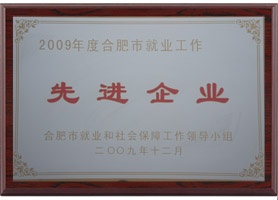 2009年度合肥市就业工作
先进企业
合肥市就业和社会保障工作领导小组
二〇〇九年十二月